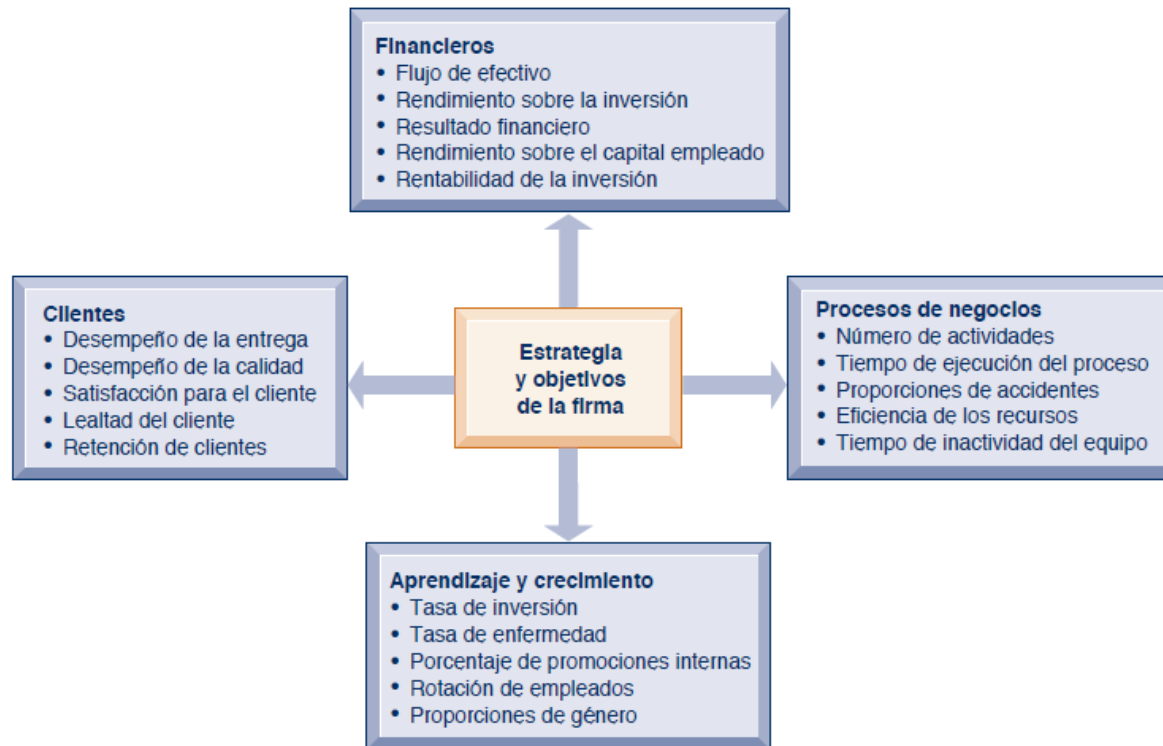 Financieros
• Flujo de efectivo
• Rendimiento sobre la inversión
• Resultado financiero
• Rendimiento sobre el capital empleado
• Rentabilidad de la inversión
Clientes
• Desempeño de la entrega
• Desempeño de la calidad
• Satisfacción para el cliente
• Lealtad del cliente
• Retención de clientes
Estrategia
y objetivos
de la firma
Procesos de negocios
• Número de actividades
• Tiempo de ejecución del proceso
• Proporciones de accidentes
• Eficiencia de los recursos
• Tiempo de inactividad del equipo
Aprendizaje y crecimiento
• Tasa de inversión
• Tasa de enfermedad
• Porcentaje de promociones internas
• Rotación de empleados
• Proporciones de género